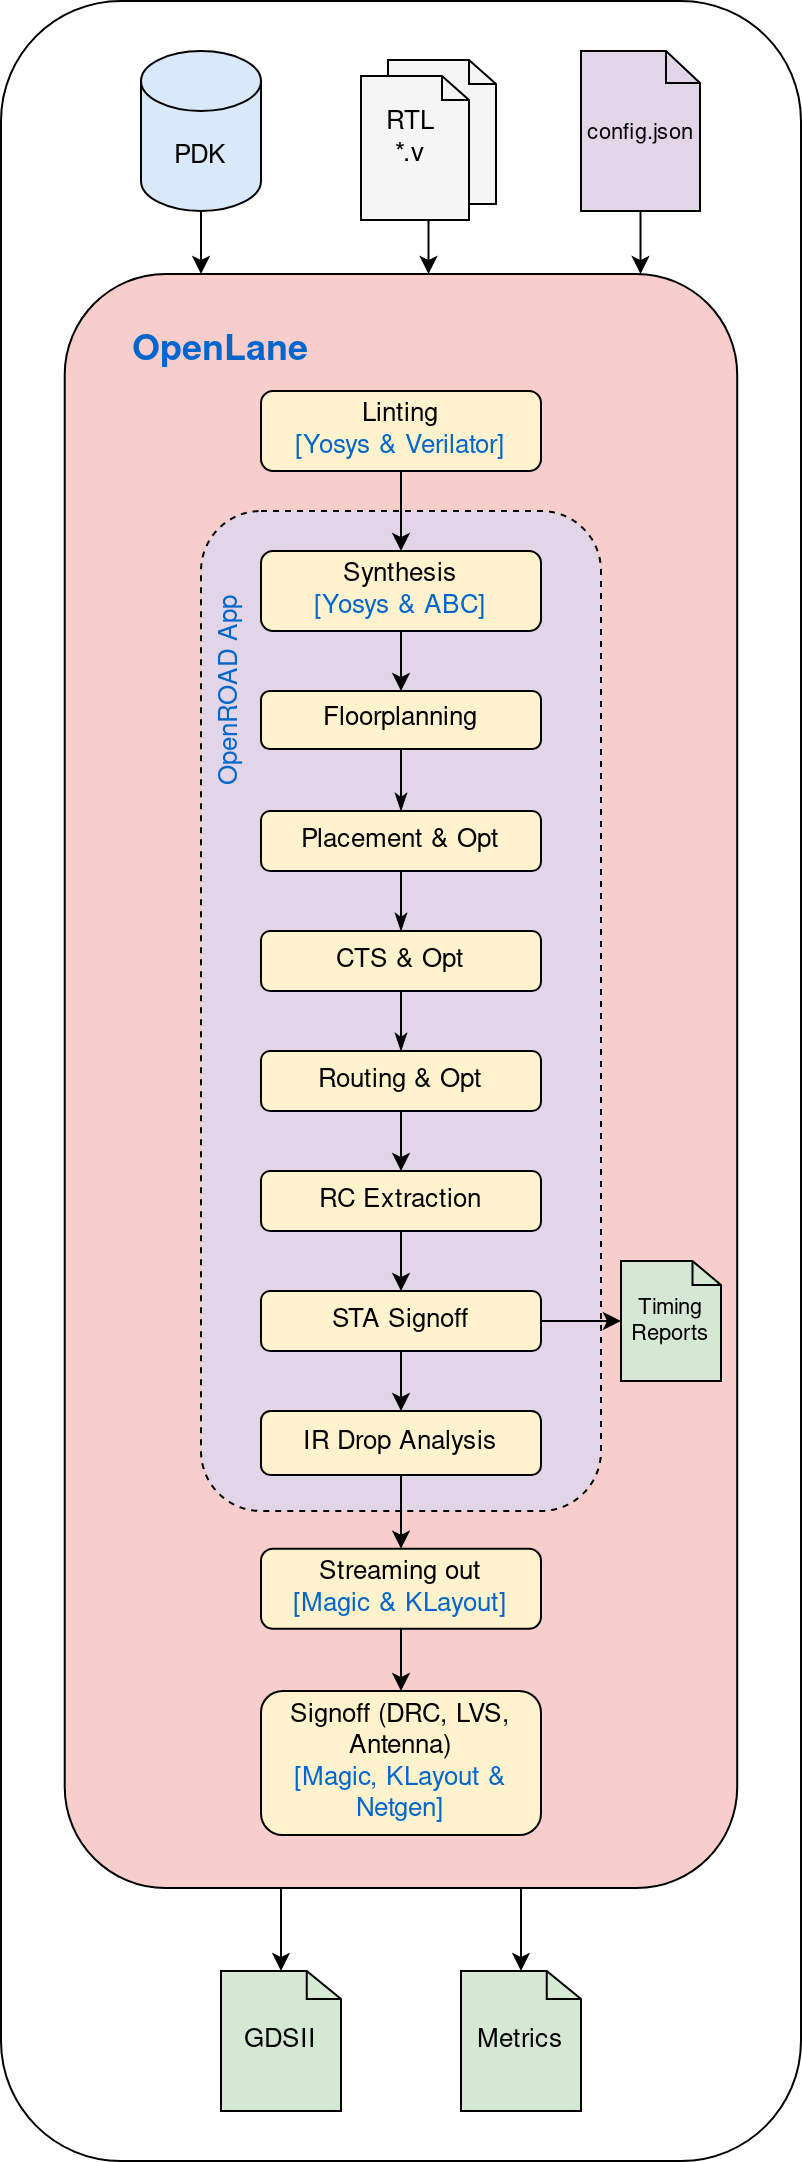 PDK
RTL
*.v
config.json
OpenLane
Linting
[Yosys & Verilator]
OpenROAD App
Synthesis
[Yosys & ABC]
Floorplanning
Placement & Opt
CTS & Opt
Routing & Opt
RC Extraction
STA Signoff
Timing
Reports
IR Drop Analysis
Streaming out
[Magic & KLayout]
Signoff (DRC, LVS,
Antenna)
[Magic, KLayout &
Netgen]
GDSII
Metrics